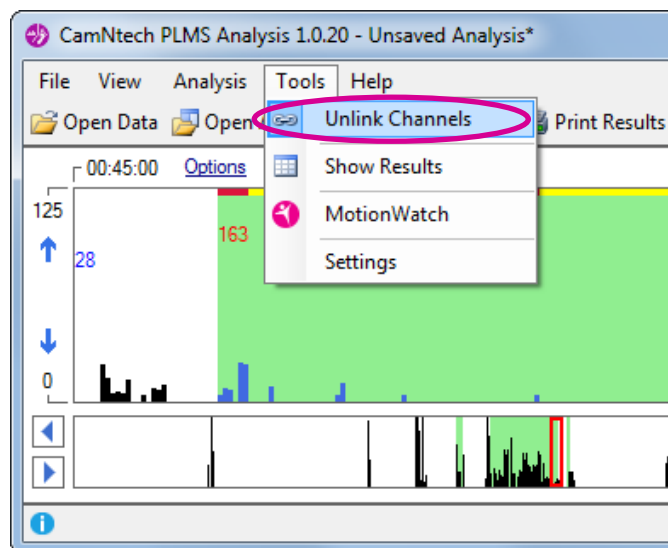 CamNtech PLMS Analysis 1.0.20 - Unsaved Analysis*
File View Analysis Tools Help
Open Data Open Print Results
Unlink Channels
Show Results
MotionWatch
Settings
00:45:00 Options
125
163
28
0